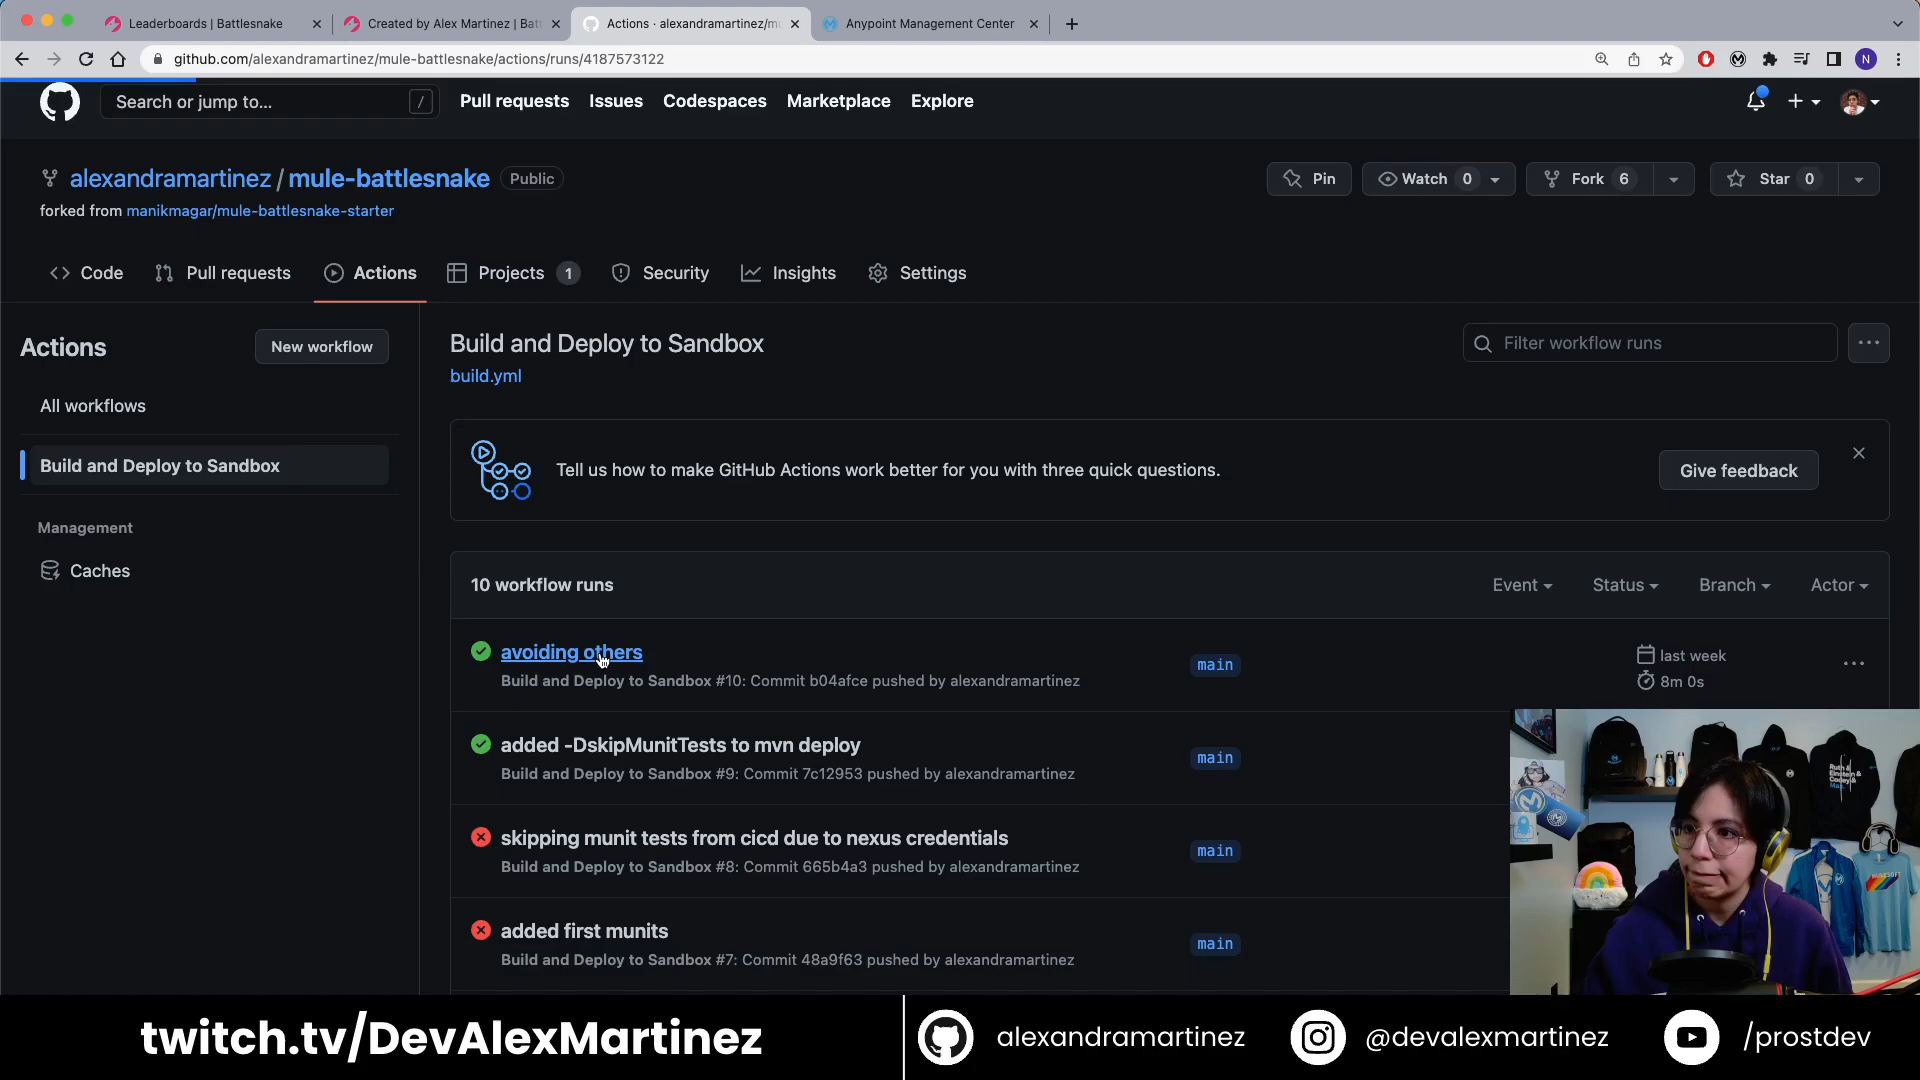 Leaderboards | Battlesnake
Created by Alex Martinez | Bat
Actions · alexandramartinez/mu
Anypoint Management Center
github.com/alexandramartinez/mule-battlesnake/actions/runs/4187573122
N
Search or jump to...
/
Pull requests
Issues
Codespaces
Marketplace
Explore
alexandramartinez / mule-battlesnake
Public
Pin
Watch 0
Fork 6
Star 0
forked from manikmagar/mule-battlesnake-starter
Code
Pull requests
Actions
Projects 1
Security
Insights
Settings
Actions
New workflow
All workflows
Build and Deploy to Sandbox
Management
Caches
Build and Deploy to Sandbox
build.yml
Filter workflow runs
Tell us how to make GitHub Actions work better for you with three quick questions.
Give feedback
10 workflow runs
Event
Status
Branch
Actor
avoiding others
Build and Deploy to Sandbox #10: Commit b04afce pushed by alexandramartinez
main
last week
8m 0s
added -DskipMunitTests to mvn deploy
Build and Deploy to Sandbox #9: Commit 7c12953 pushed by alexandramartinez
main
skipping munit tests from cicd due to nexus credentials
Build and Deploy to Sandbox #8: Commit 665b4a3 pushed by alexandramartinez
main
added first munits
Build and Deploy to Sandbox #7: Commit 48a9f63 pushed by alexandramartinez
main
Ruth &
Einstein &
twitch.tv/DevAlexMartinez
alexandramartinez
@devalexmartinez
/prostdev